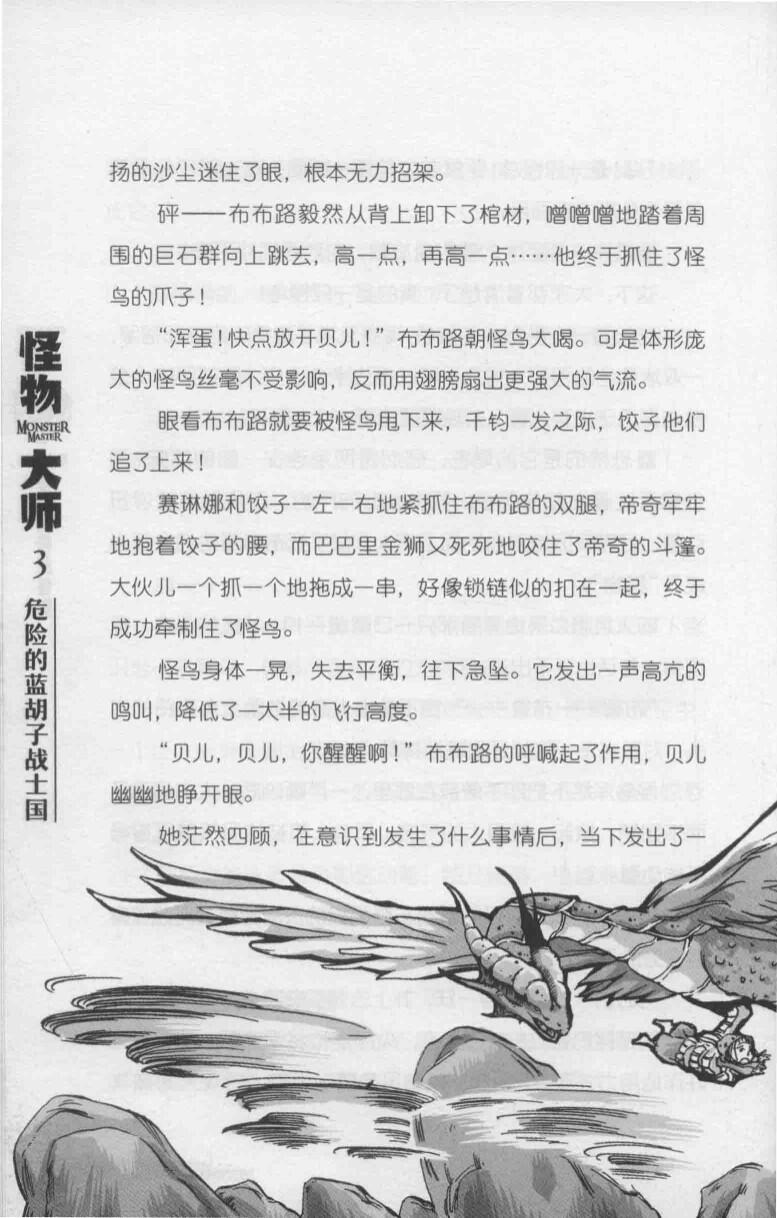 扬的沙尘迷住了眼，根本无力招架。
砰——布布路毅然从背上卸下了棺材，噌噌噌地踏着周
围的巨石群向上跳去，高一点，再高一点……他终于抓住了怪
鸟的爪子！
“浑蛋！快点放开贝儿！”布布路朝怪鸟大喝。可是体形庞
大的怪鸟丝毫不受影响，反而用翅膀扇出更强大的气流。
眼看布布路就要被怪鸟甩下来，千钧一发之际，饺子他们
追了上来！
赛琳娜和饺子一左一右地紧抓住布布路的双腿，帝奇牢牢
地抱着饺子的腰，而巴巴里金狮又死死地咬住了帝奇的斗篷。
大伙儿一个抓一个地拖成一串，好像锁链似的扣在一起，终于
成功牵制住了怪鸟。
怪鸟身体一晃，失去平衡，往下急坠。它发出一声高亢的
鸣叫，降低了一大半的飞行高度。
“贝儿，贝儿，你醒醒啊！”布布路的呼喊起了作用，贝儿
幽幽地睁开眼。
她茫然四顾，在意识到发生了什么事情后，当下发出了一
怪物
MONSTER
MASTER
大师
3
危险的蓝胡子战士国